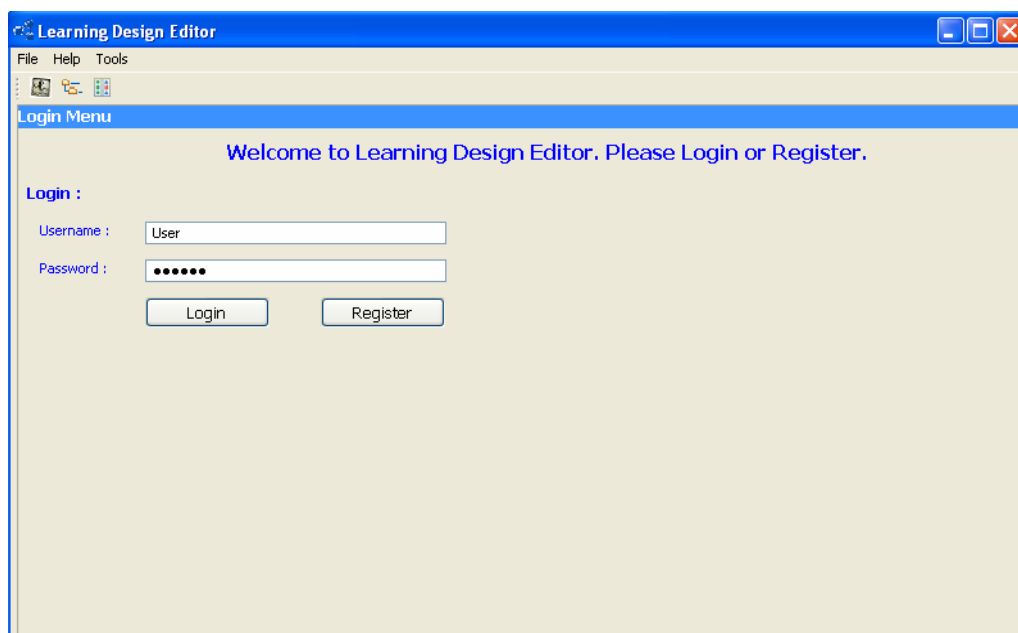 Learning Design Editor
File Help Tools
Login Menu
Welcome to Learning Design Editor. Please Login or Register.
Login :
Username : User
Password : ●●●●●●
Login Register